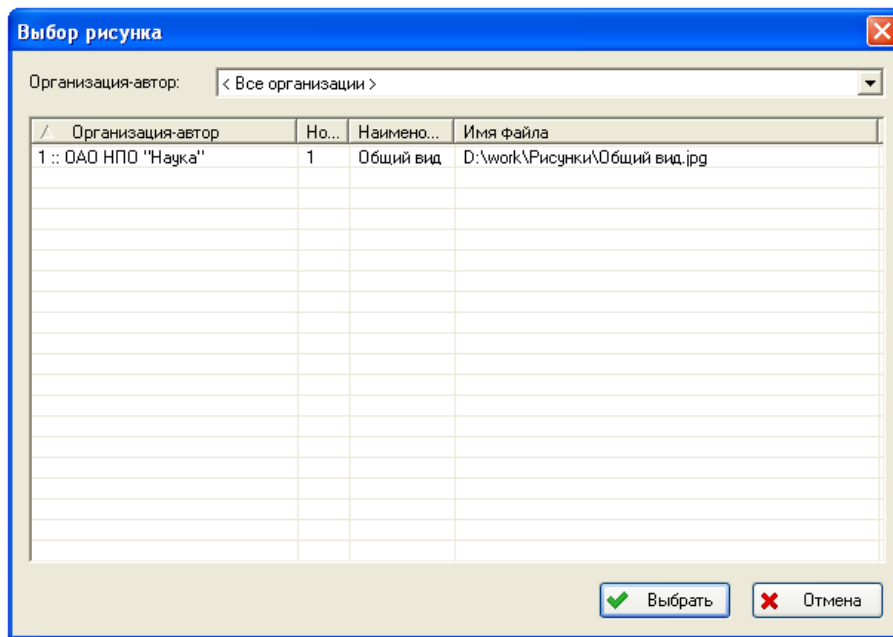 Выбор рисунка
Организация-автор: < Все организации >
Организация-автор Но... Наимено... Имя файла
1 :: ОАО НПО "Наука" 1 Общий вид D:\work\Рисунки\Общий вид.jpg
Выбрать Отмена